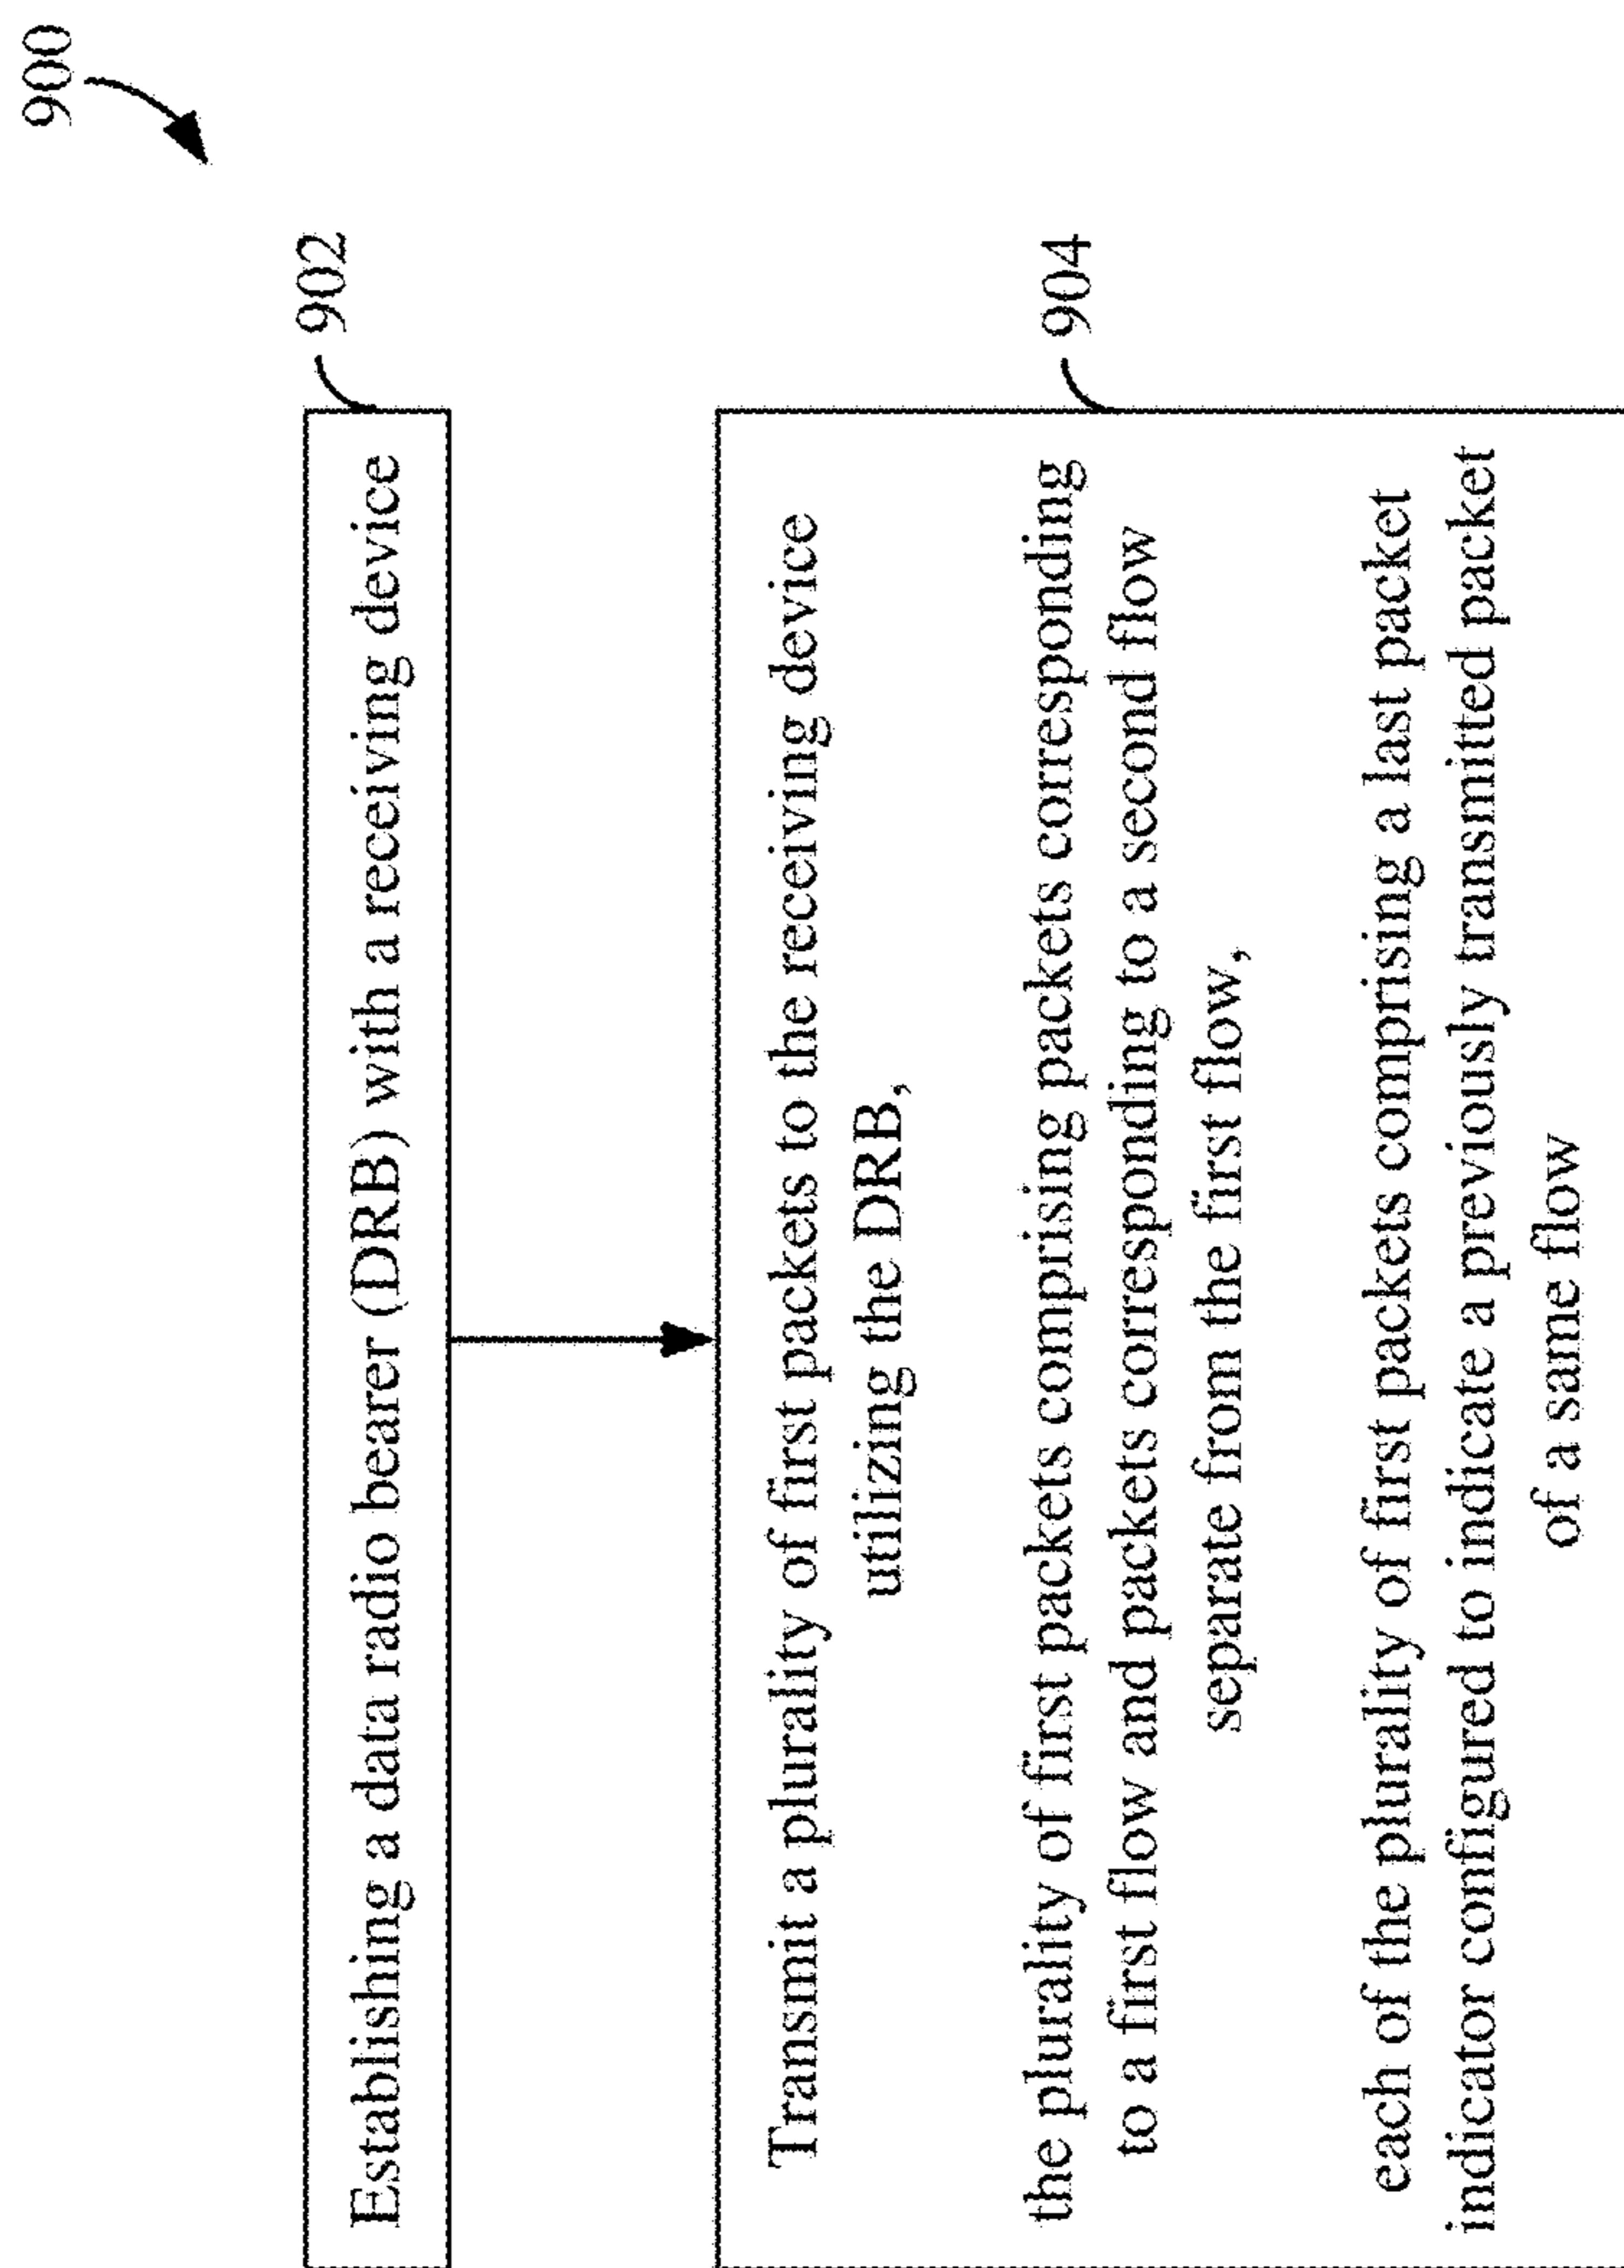 900
902
Establishing a data radio bearer (DRB) with a receiving device
904
Transmit a plurality of first packets to the receiving device
utilizing the DRB,
the plurality of first packets comprising packets corresponding
to a first flow and packets corresponding to a second flow
separate from the first flow,
each of the plurality of first packets comprising a last packet
indicator configured to indicate a previously transmitted packet
of a same flow